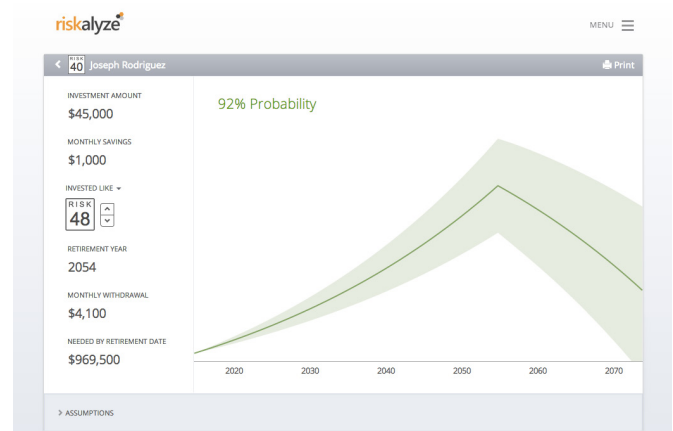 riskalyze
MENU
RISK
40
Joseph Rodriguez
Print
INVESTMENT AMOUNT
$45,000
MONTHLY SAVINGS
$1,000
INVESTED LIKE
RISK
48
RETIREMENT YEAR
2054
MONTHLY WITHDRAWAL
$4,100
NEEDED BY RETIREMENT DATE
$969,500
92% Probability
2020 2030 2040 2050 2060 2070
ASSUMPTIONS